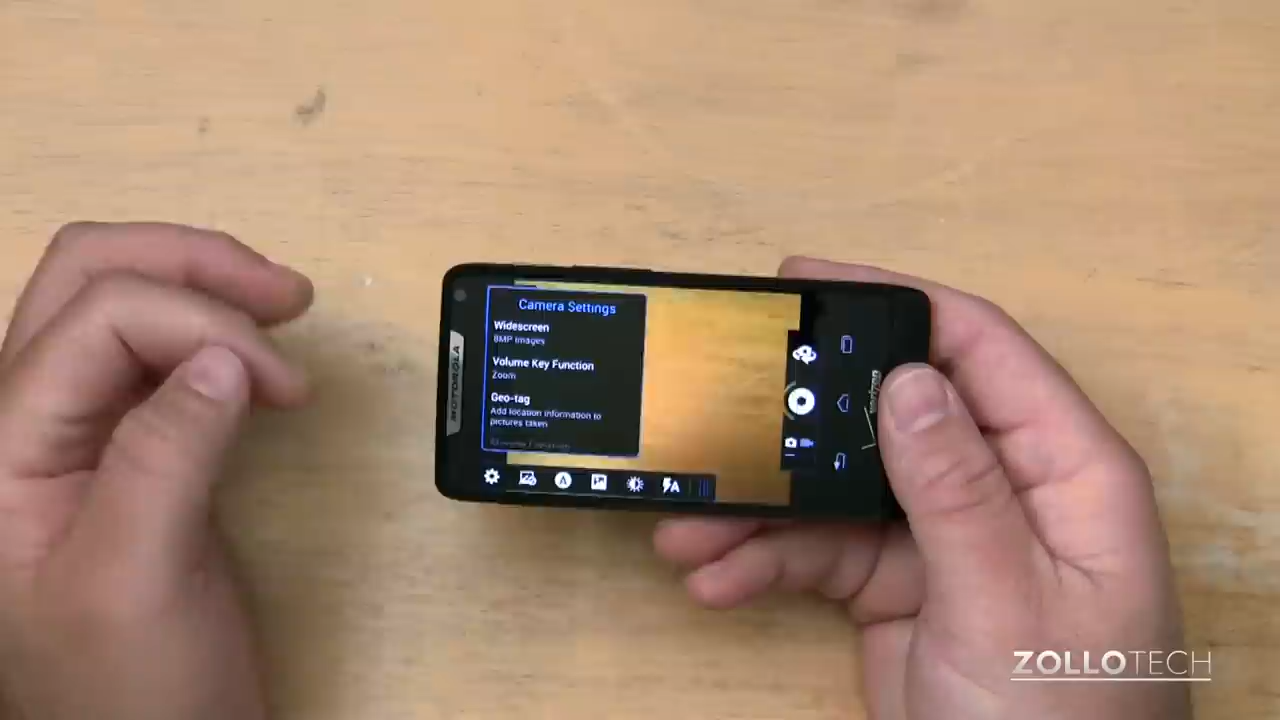 MOTOROLA
Camera Settings
Widescreen
8MP images
Volume Key Function
Zoom
Geo-tag
Add location information to
pictures taken
A
A
verizon
ZOLLOTECH